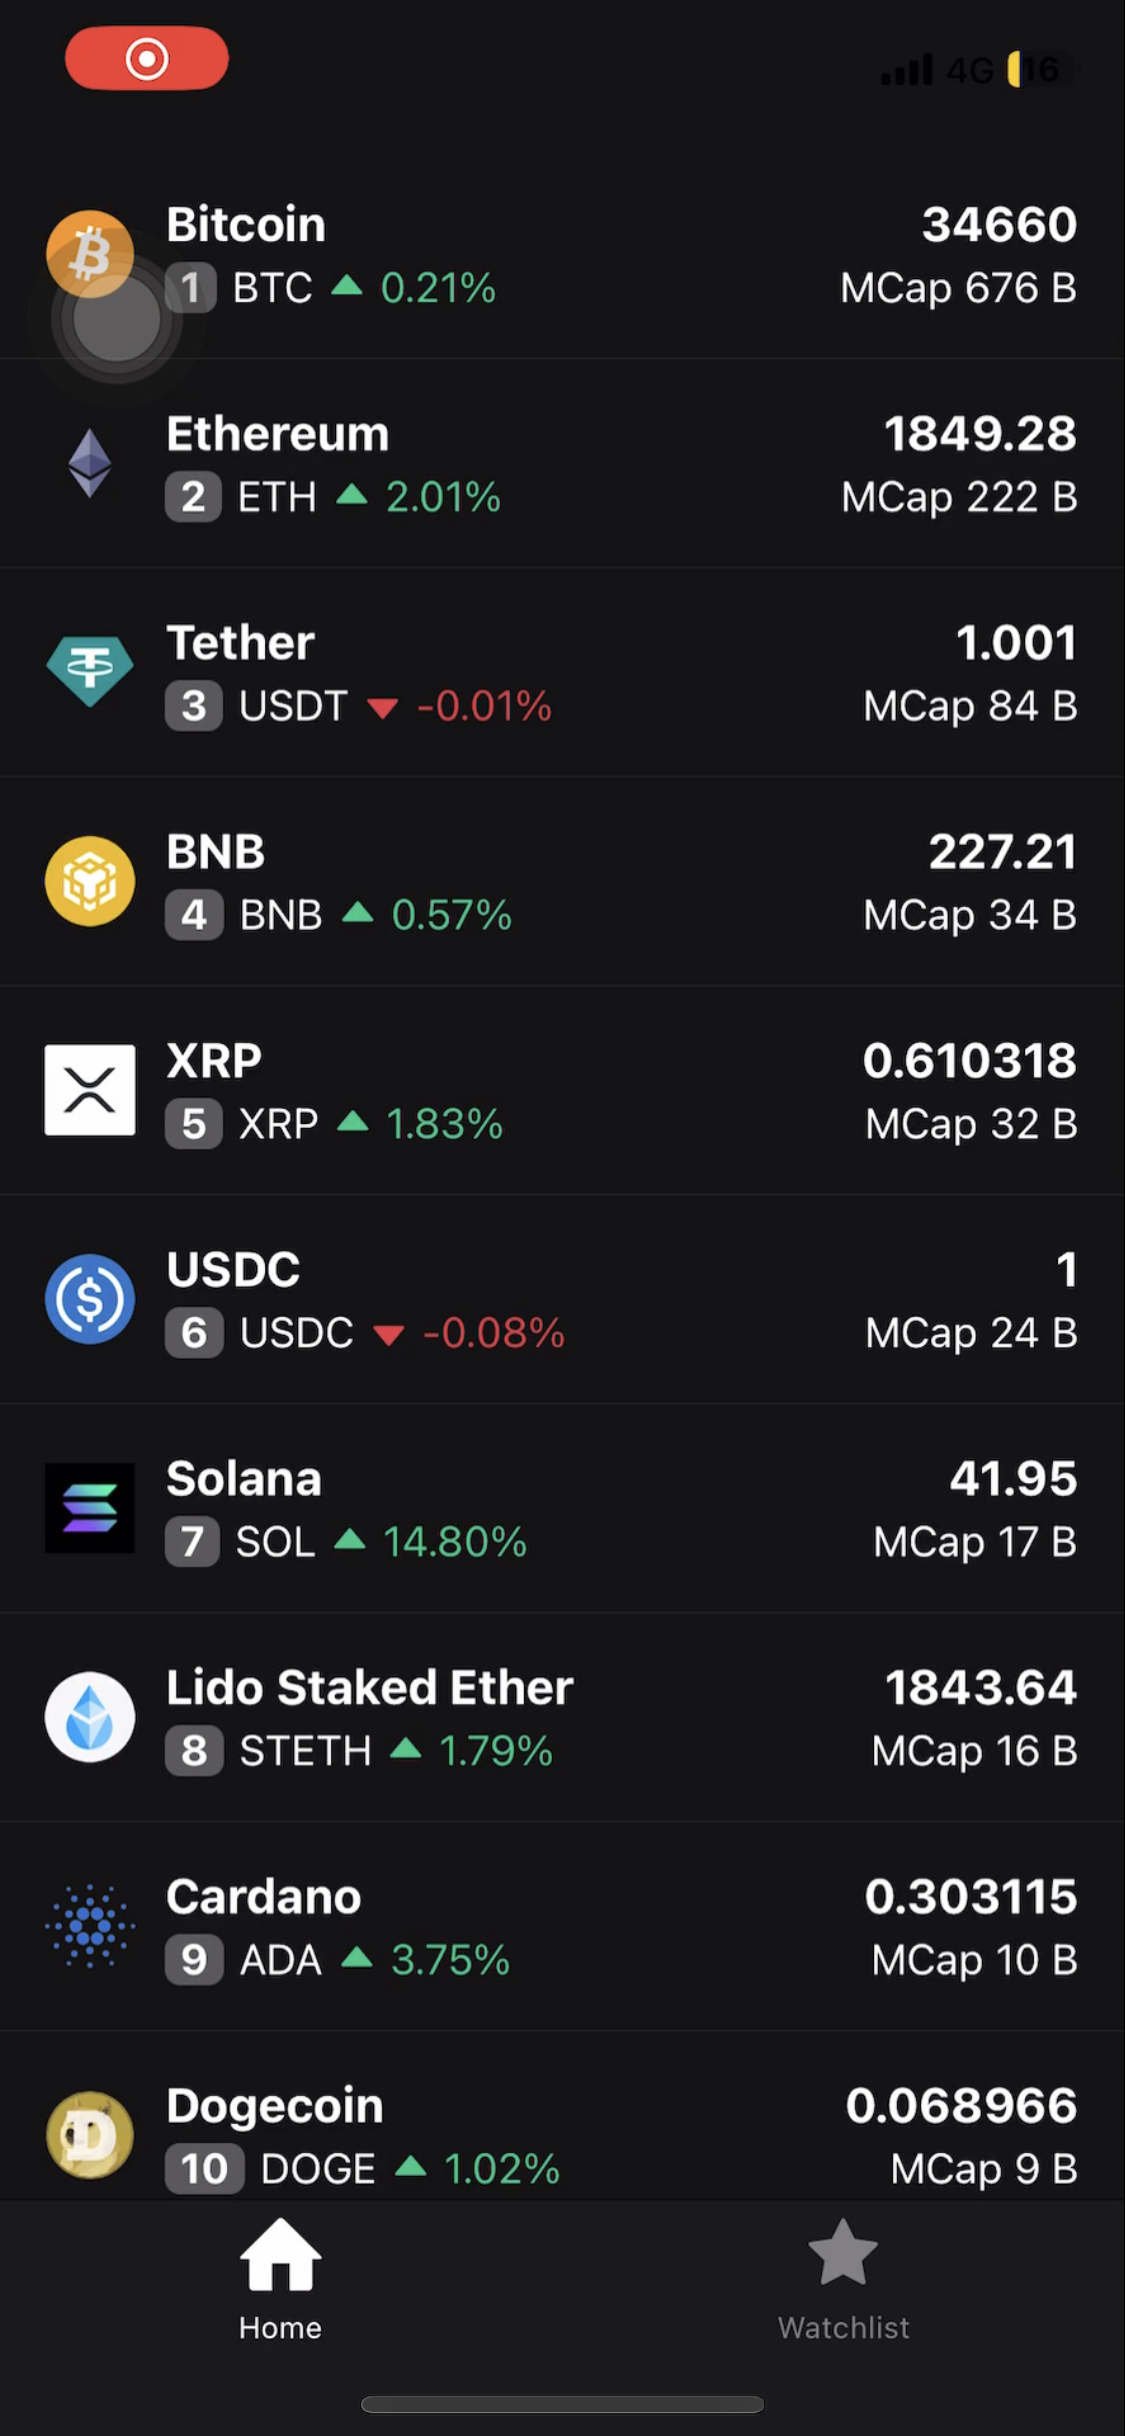 4G 16
Bitcoin 34660
1 BTC ▲ 0.21% MCap 676 B
Ethereum 1849.28
2 ETH ▲ 2.01% MCap 222 B
Tether 1.001
3 USDT ▼ -0.01% MCap 84 B
BNB 227.21
4 BNB ▲ 0.57% MCap 34 B
XRP 0.610318
5 XRP ▲ 1.83% MCap 32 B
USDC 1
6 USDC ▼ -0.08% MCap 24 B
Solana 41.95
7 SOL ▲ 14.80% MCap 17 B
Lido Staked Ether 1843.64
8 STETH ▲ 1.79% MCap 16 B
Cardano 0.303115
9 ADA ▲ 3.75% MCap 10 B
Dogecoin 0.068966
10 DOGE ▲ 1.02% MCap 9 B
Home Watchlist